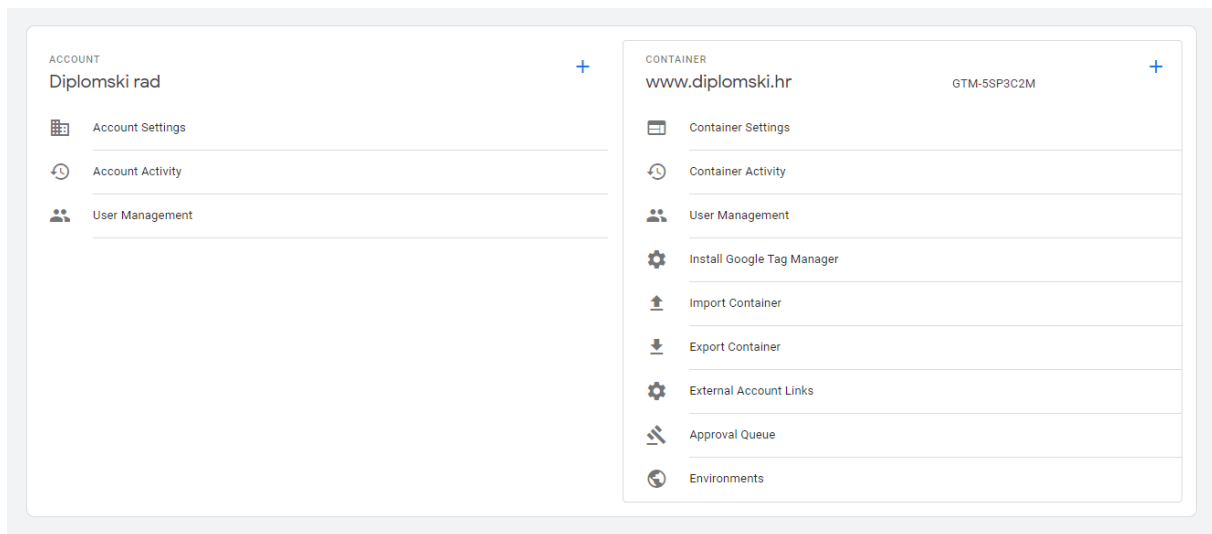 ACCOUNT
Diplomski rad
Account Settings
Account Activity
User Management
CONTAINER
www.diplomski.hr
GTM-5SP3C2M
Container Settings
Container Activity
User Management
Install Google Tag Manager
Import Container
Export Container
External Account Links
Approval Queue
Environments